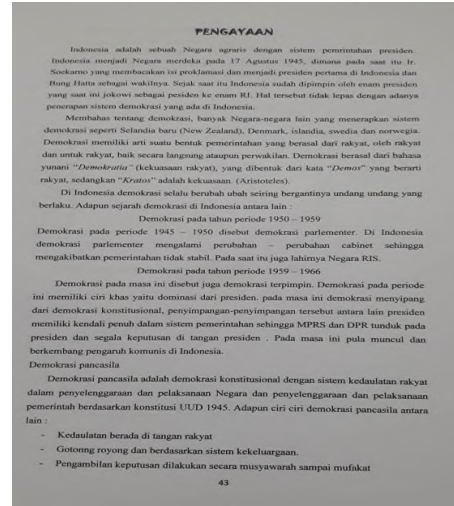 PENGAYAAN
Indonesia adalah sebuah Negara agraris dengan sistem pemrintahan presiden.
Indonesia menjadi Negara merdeka pada 17 Agustus 1945, dimana pada saat itu Ir.
Soekarno yang membacakan isi proklamasi dan menjadi presiden pertama di Indonesia dan
Bung Hatta sebagai wakilnya. Sejak saat itu Indonesia sudah dipimpin oleh enam presiden
yang saat ini jokowi sebagai pesiden ke enam RI. Hal tersebut tidak lepas dengan adanya
penerapan sistem demokrasi yang ada di Indonesia.
Membahas tentang demokrasi, banyak Negara-negara lain yang menerapkan sistem
demokrasi seperti Selandia baru (New Zealand), Denmark, islandia, swedia dan norwegia.
Demokrasi memiliki arti suatu bentuk pemerintahan yang berasal dari rakyat, oleh rakyat
dan untuk rakyat, baik secara langsung ataupun perwakilan. Demokrasi berasal dari bahasa
yunani "Demokratia" (kekuasaan rakyat), yang dibentuk dari kata "Demos" yang berarti
rakyat, sedangkan "Kratos" adalah kekuasaan. (Aristoteles).
Di Indonesia demokrasi selalu berubah ubah seiring bergantinya undang undang yang
berlaku. Adapun sejarah demokrasi di Indonesia antara lain :
Demokrasi pada tahun periode 1950 – 1959
Demokrasi pada periode 1945 – 1950 disebut demokrasi parlementer. Di Indonesia
demokrasi parlementer mengalami perubahan – perubahan cabinet sehingga
mengakibatkan pemerintahan tidak stabil. Pada saat itu juga lahirnya Negara RIS.
Demokrasi pada tahun periode 1959 – 1966
Demokrasi pada masa ini disebut juga demokrasi terpimpin. Demokrasi pada periode
ini memiliki ciri khas yaitu dominasi dari presiden. pada masa ini demokrasi menyipang
dari demokrasi konstitusional, penyimpangan-penyimpangan tersebut antara lain presiden
memiliki kendali penuh dalam sistem pemerintahan sehingga MPRS dan DPR tunduk pada
presiden dan segala keputusan di tangan presiden . Pada masa ini pula muncul dan
berkembang pengaruh komunis di Indonesia.
Demokrasi pancasila
Demokrasi pancasila adalah demokrasi konstitusional dengan sistem kedaulatan rakyat
dalam penyelenggaraan dan pelaksanaan Negara dan penyelenggaraan dan pelaksanaan
pemerintah berdasarkan konstitusi UUD 1945. Adapun ciri ciri demokrasi pancasila antara
lain :
- Kedaulatan berada di tangan rakyat
- Gotonng royong dan berdasarkan sistem kekeluargaan.
- Pengambilan keputusan dilakukan secara musyawarah sampai mufakat
43